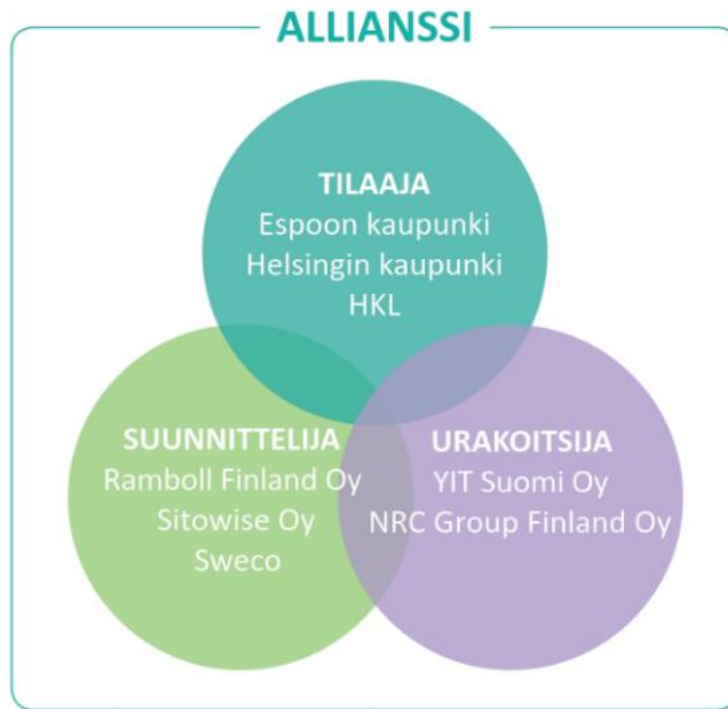 ALLIANSSI
TILAAJA
Espoon kaupunki
Helsingin kaupunki
HKL
SUUNNITTELIJA
Ramboll Finland Oy
Sitowise Oy
Sweco
URAKOITSIJA
YIT Suomi Oy
NRC Group Finland Oy